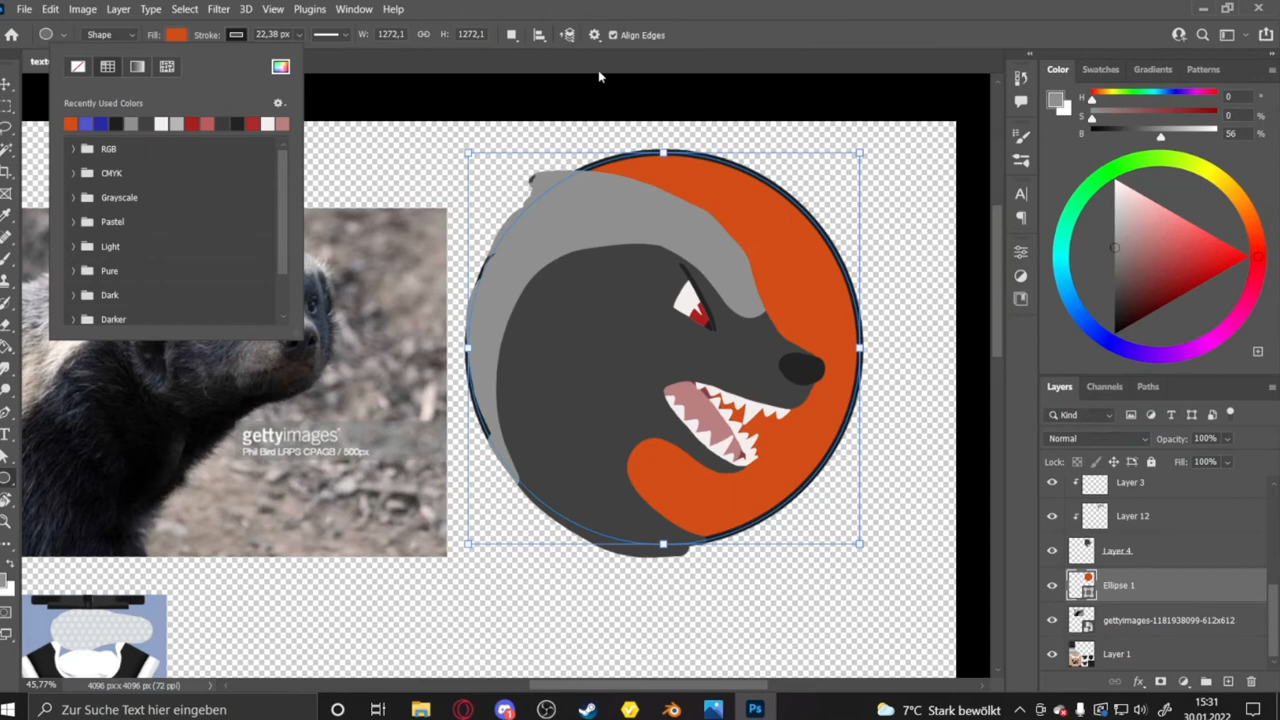 File Edit Image Layer Type Select Filter 3D View Plugins Window Help
Shape Fill: Stroke: 22,38 px W: 1272,1 H: 1272,1 Align Edges
Recently Used Colors
RGB
CMYK
Grayscale
Pastel
Light
Pure
Dark
Darker
gettyimages®
Phil Bird LRPS CPAGB / 500px
45,77% 4096 px x 4096 px (72 ppi)
Color Swatches Gradients Patterns
H 0 °
S 0 %
B 56 %
Layers Channels Paths
Kind
Normal Opacity: 100%
Lock: Fill: 100%
Layer 3
Layer 12
Layer 4
Ellipse 1
gettyimages-1181938099-612x612
Layer 1
Zur Suche Text hier eingeben
Ps
7°C Stark bewölkt
15:31
30.01.2022